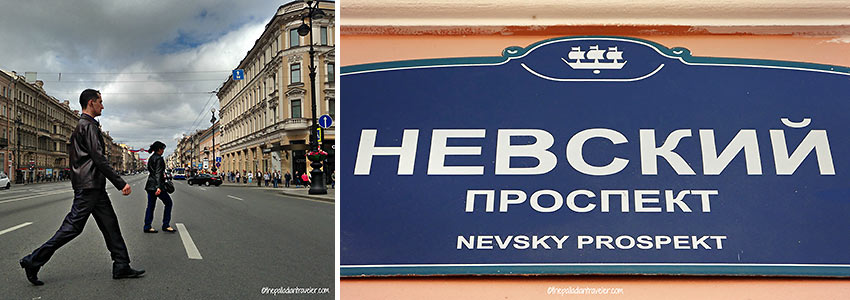 ©thepalladiantraveler.com
НЕВСКИЙ
ПРОСПЕКТ
NEVSKY PROSPEKT
©thepalladiantraveler.com